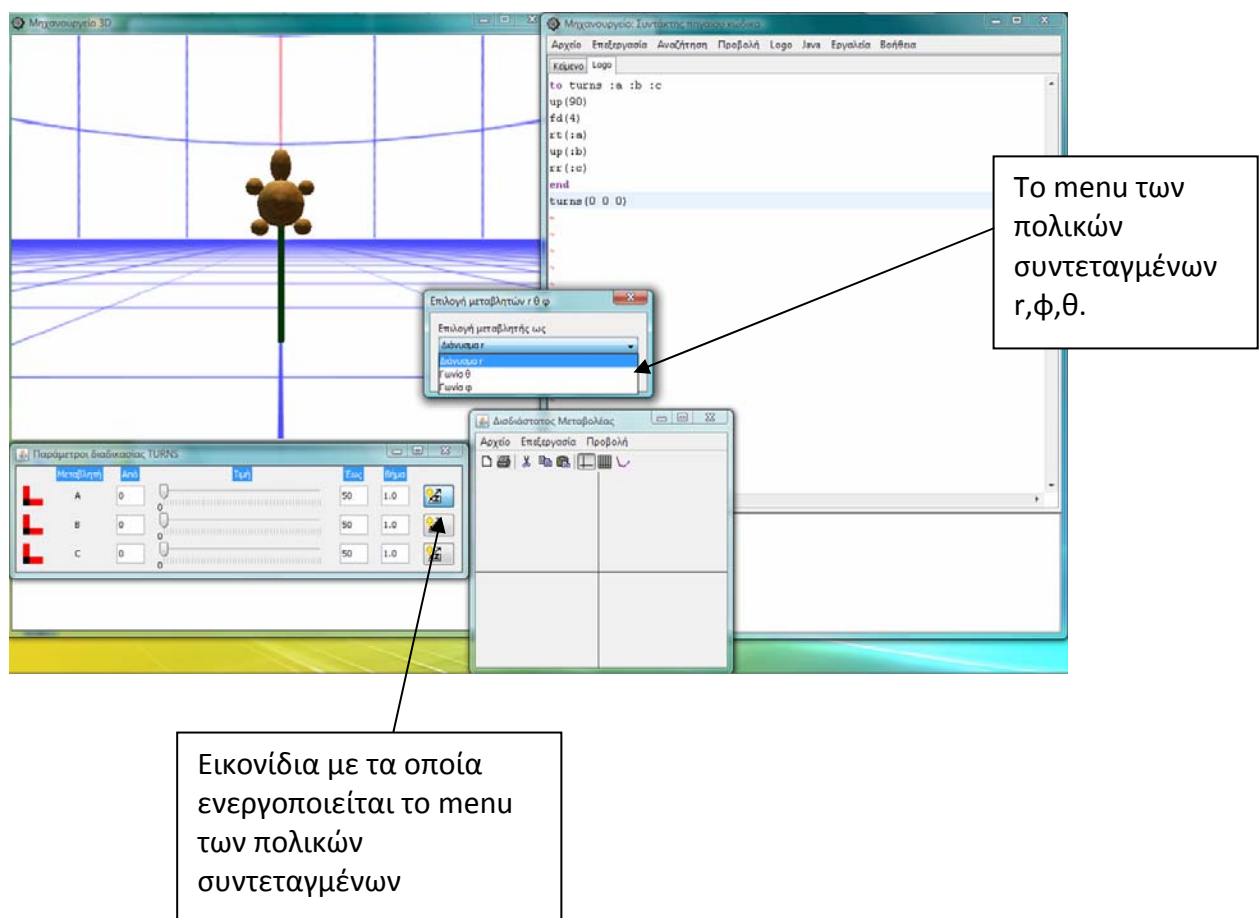 Μηχανουργείο 3D
Μηχανουργείο: Συντάκτης πηγαίου κώδικα
Αρχείο Επεξεργασία Αναζήτηση Προβολή Logo Java Εργαλεία Βοήθεια
Κείμενο Logo
to turns :a :b :c
up(90)
fd(4)
rt(:a)
up(:b)
rr(:c)
end
turns(0 0 0)
Το menu των
πολικών
συντεταγμένων
r,φ,θ.
Επιλογή μεταβλητών r θ φ
Επιλογή μεταβλητής ως
Διάνυσμα r
Διάνυσμα r
Γωνία θ
Γωνία φ
Δισδιάστατος Μεταβολέας
Αρχείο Επεξεργασία Προβολή
Παράμετροι διαδικασίας TURNS
Μεταβλητή Από Τιμή Έως Βήμα
A 0 0 50 1.0
B 0 0 50 1.0
C 0 0 50 1.0
Εικονίδια με τα οποία
ενεργοποιείται το menu
των πολικών
συντεταγμένων